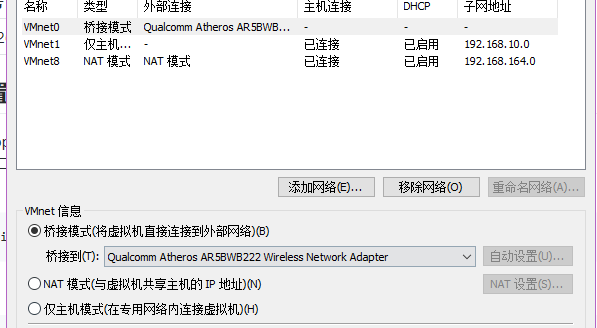 名称 类型 外部连接 主机连接 DHCP 子网地址
VMnet0 桥接模式 Qualcomm Atheros AR5BWB... - - -
VMnet1 仅主机... - 已连接 已启用 192.168.10.0
VMnet8 NAT 模式 NAT 模式 已连接 已启用 192.168.164.0
添加网络(E)... 移除网络(O) 重命名网络(A)...
VMnet 信息
桥接模式(将虚拟机直接连接到外部网络)(B)
桥接到(T): Qualcomm Atheros AR5BWB222 Wireless Network Adapter 自动设置(U)...
NAT 模式(与虚拟机共享主机的 IP 地址)(N) NAT 设置(S)...
仅主机模式(在专用网络内连接虚拟机)(H)